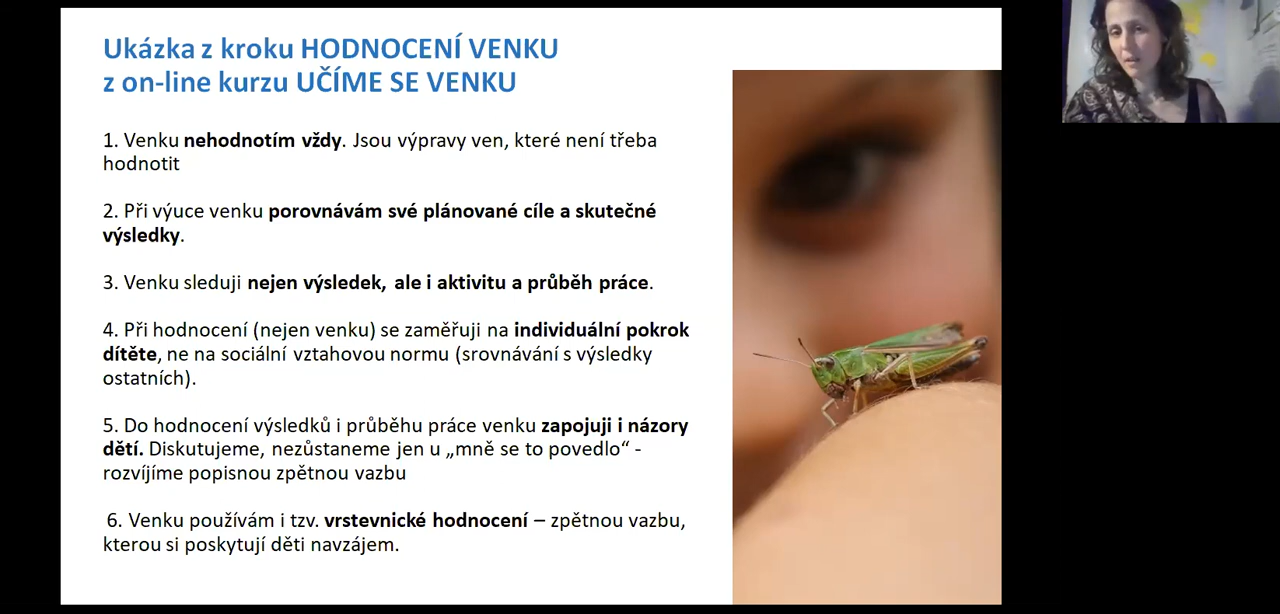 Ukázka z kroku HODNOCENÍ VENKU
z on-line kurzu UČÍME SE VENKU
1. Venku nehodnotím vždy. Jsou výpravy ven, které není třeba
hodnotit
2. Při výuce venku porovnávám své plánované cíle a skutečné
výsledky.
3. Venku sleduji nejen výsledek, ale i aktivitu a průběh práce.
4. Při hodnocení (nejen venku) se zaměřuji na individuální pokrok
dítěte, ne na sociální vztahovou normu (srovnávání s výsledky
ostatních).
5. Do hodnocení výsledků i průběhu práce venku zapojuji i názory
dětí. Diskutujeme, nezůstaneme jen u „mně se to povedlo“ -
rozvíjíme popisnou zpětnou vazbu
6. Venku používám i tzv. vrstevnické hodnocení – zpětnou vazbu,
kterou si poskytují děti navzájem.